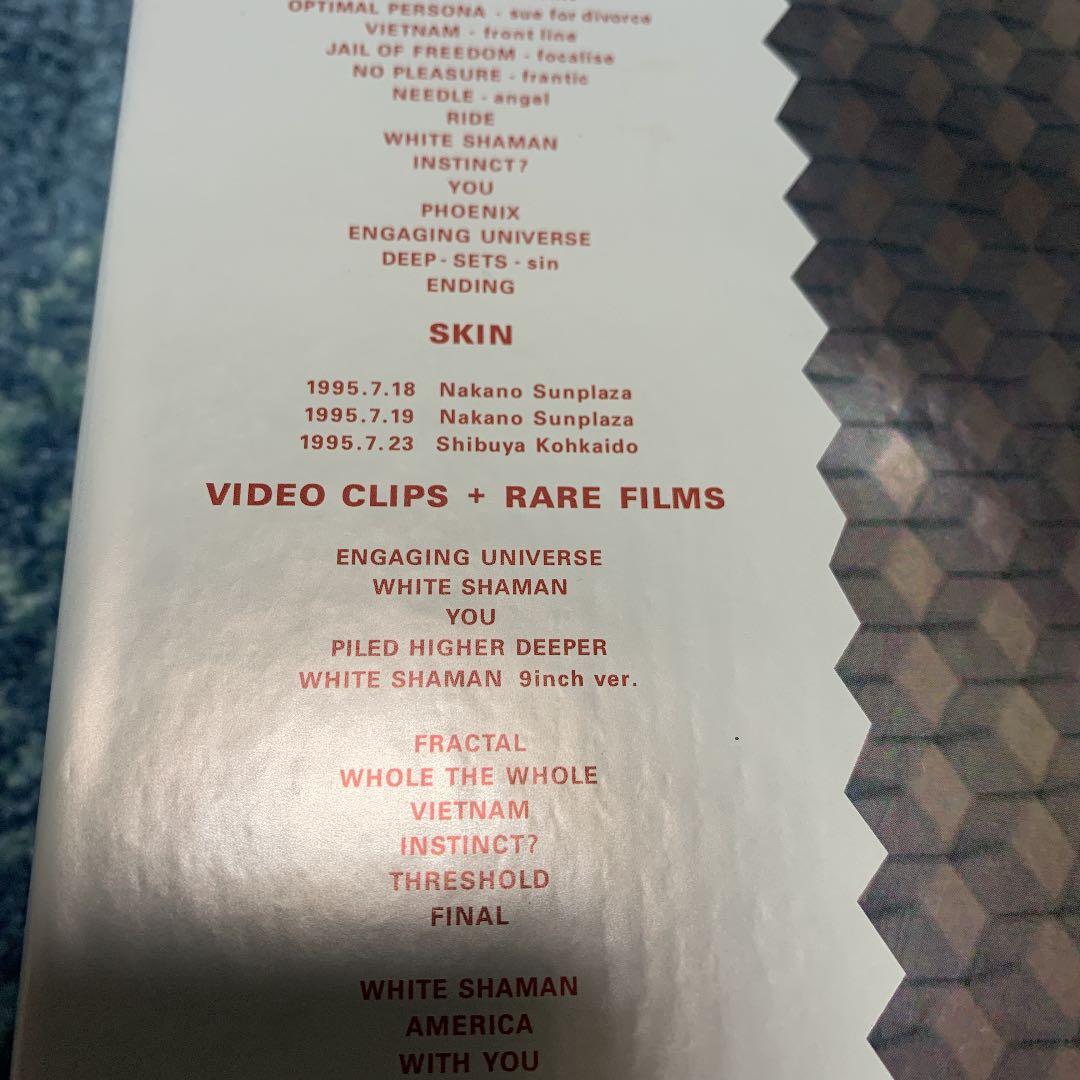 OPTIMAL PERSONA - sue for divorce
VIETNAM - front line
JAIL OF FREEDOM - focalise
NO PLEASURE - frantic
NEEDLE - angel
RIDE
WHITE SHAMAN
INSTINCT?
YOU
PHOENIX
ENGAGING UNIVERSE
DEEP - SETS - sin
ENDING
SKIN
1995.7.18 Nakano Sunplaza
1995.7.19 Nakano Sunplaza
1995.7.23 Shibuya Kohkaido
VIDEO CLIPS + RARE FILMS
ENGAGING UNIVERSE
WHITE SHAMAN
YOU
PILED HIGHER DEEPER
WHITE SHAMAN 9inch ver.
FRACTAL
WHOLE THE WHOLE
VIETNAM
INSTINCT?
THRESHOLD
FINAL
WHITE SHAMAN
AMERICA
WITH YOU